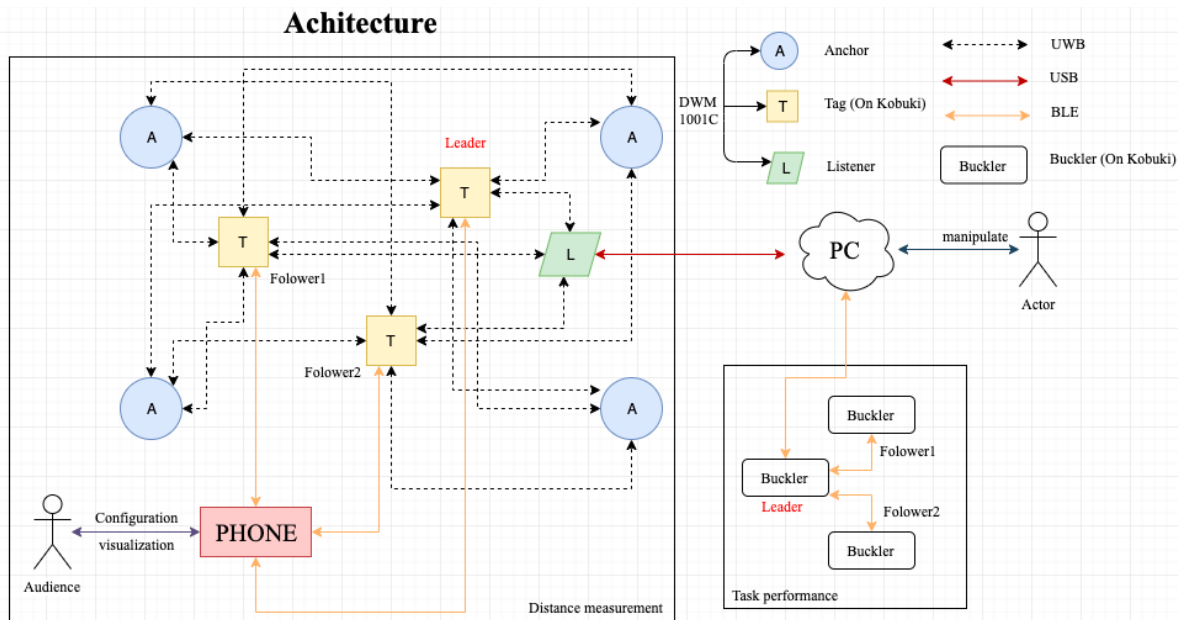 Achitecture
A
Anchor
UWB
DWM
1001C
T
Tag (On Kobuki)
USB
BLE
L
Listener
Buckler
Buckler (On Kobuki)
A
A
Leader
T
T
Folower1
L
PC
manipulate
Actor
T
Folower2
A
A
Buckler
Folower1
Buckler
Leader
Folower2
Buckler
Task performance
Configuration
visualization
PHONE
Audience
Distance measurement